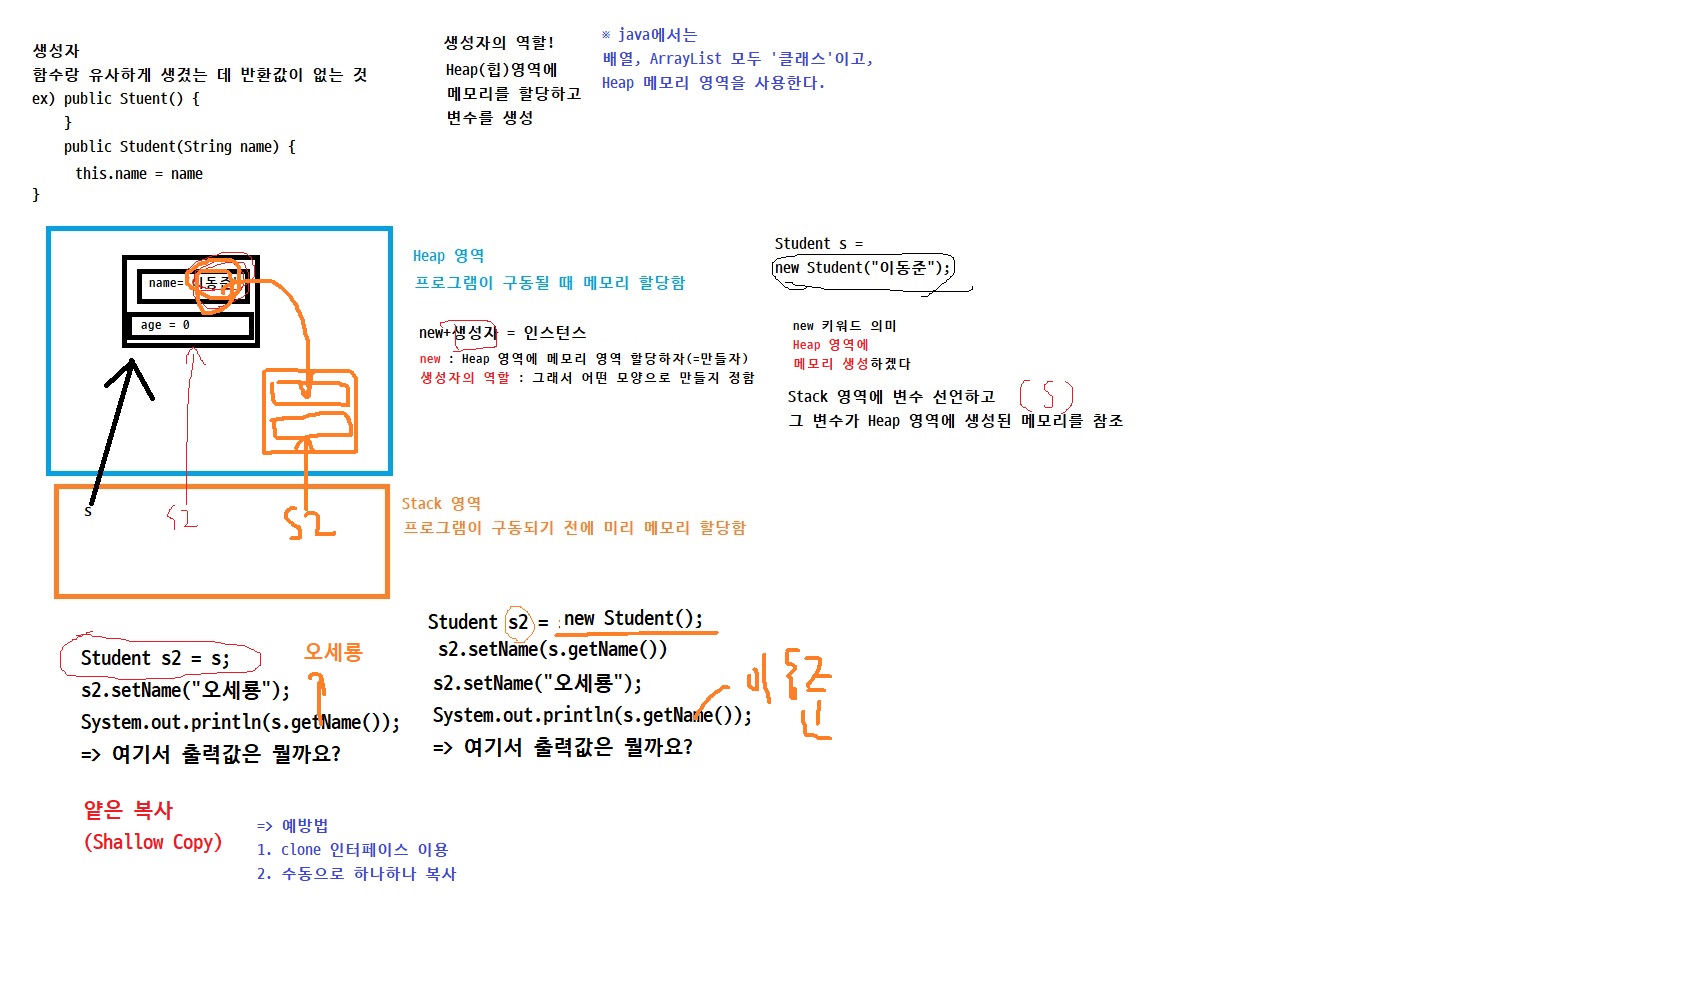 생성자
함수랑 유사하게 생겼는 데 반환값이 없는 것
ex) public Stuent() {
}
public Student(String name) {
this.name = name
}
생성자의 역할!
Heap(힙)영역에
메모리를 할당하고
변수를 생성
※ java에서는
배열, ArrayList 모두 '클래스'이고,
Heap 메모리 영역을 사용한다.
name= 이동준
age = 0
s
s2
s2
Heap 영역
프로그램이 구동될 때 메모리 할당함
new+생성자 = 인스턴스
new : Heap 영역에 메모리 영역 할당하자(=만들자)
생성자의 역할 : 그래서 어떤 모양으로 만들지 정함
Student s =
new Student("이동준");
new 키워드 의미
Heap 영역에
메모리 생성하겠다
Stack 영역에 변수 선언하고
(S)
그 변수가 Heap 영역에 생성된 메모리를 참조
Stack 영역
프로그램이 구동되기 전에 미리 메모리 할당함
Student s2 = s;
s2.setName("오세룡");
System.out.println(s.getName());
=> 여기서 출력값은 뭘까요?
오세룡
Student s2 = new Student();
s2.setName(s.getName())
s2.setName("오세룡");
System.out.println(s.getName());
=> 여기서 출력값은 뭘까요?
이동준
얕은 복사
(Shallow Copy)
=> 예방법
1. clone 인터페이스 이용
2. 수동으로 하나하나 복사